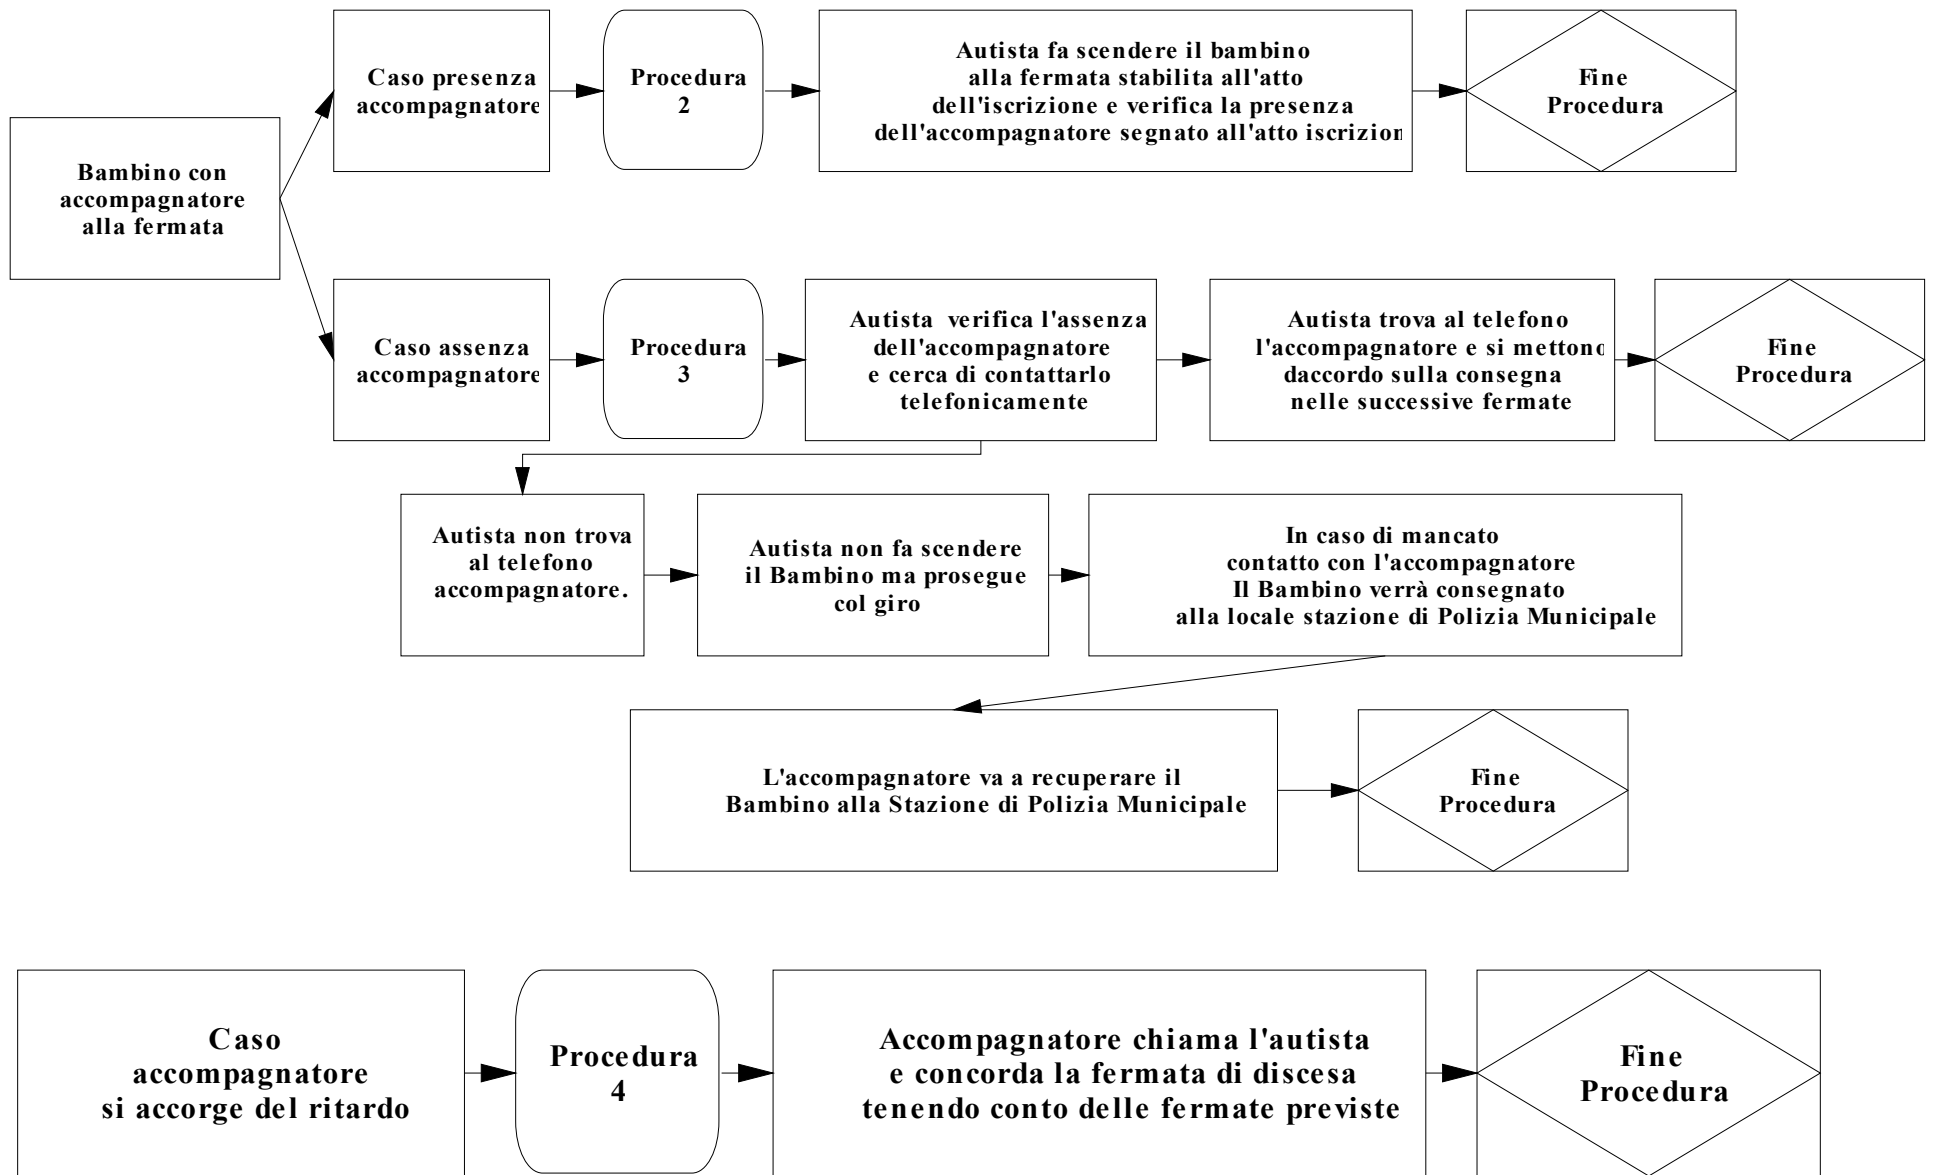 Bambino con
accompagnatore
alla fermata
Caso presenza
accompagnatore
Procedura
2
Autista fa scendere il bambino
alla fermata stabilita all'atto
dell'iscrizione e verifica la presenza
dell'accompagnatore segnato all'atto iscrizion
Fine
Procedura
Caso assenza
accompagnatore
Procedura
3
Autista verifica l'assenza
dell'accompagnatore
e cerca di contattarlo
telefonicamente
Autista trova al telefono
l'accompagnatore e si mettono
daccordo sulla consegna
nelle successive fermate
Fine
Procedura
Autista non trova
al telefono
accompagnatore.
Autista non fa scendere
il Bambino ma prosegue
col giro
In caso di mancato
contatto con l'accompagnatore
Il Bambino verrà consegnato
alla locale stazione di Polizia Municipale
L'accompagnatore va a recuperare il
Bambino alla Stazione di Polizia Municipale
Fine
Procedura
Caso
accompagnatore
si accorge del ritardo
Procedura
4
Accompagnatore chiama l'autista
e concorda la fermata di discesa
tenendo conto delle fermate previste
Fine
Procedura